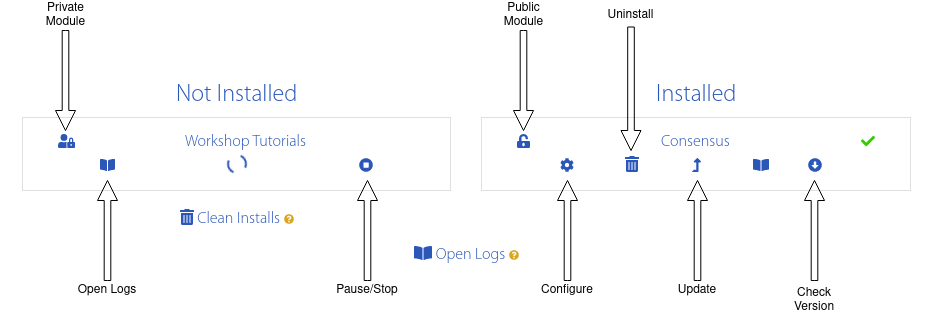 Private
Module
Public
Module
Uninstall
Not Installed
Installed
Workshop Tutorials
Consensus
Clean Installs ?
Open Logs ?
Open Logs
Pause/Stop
Configure
Update
Check
Version